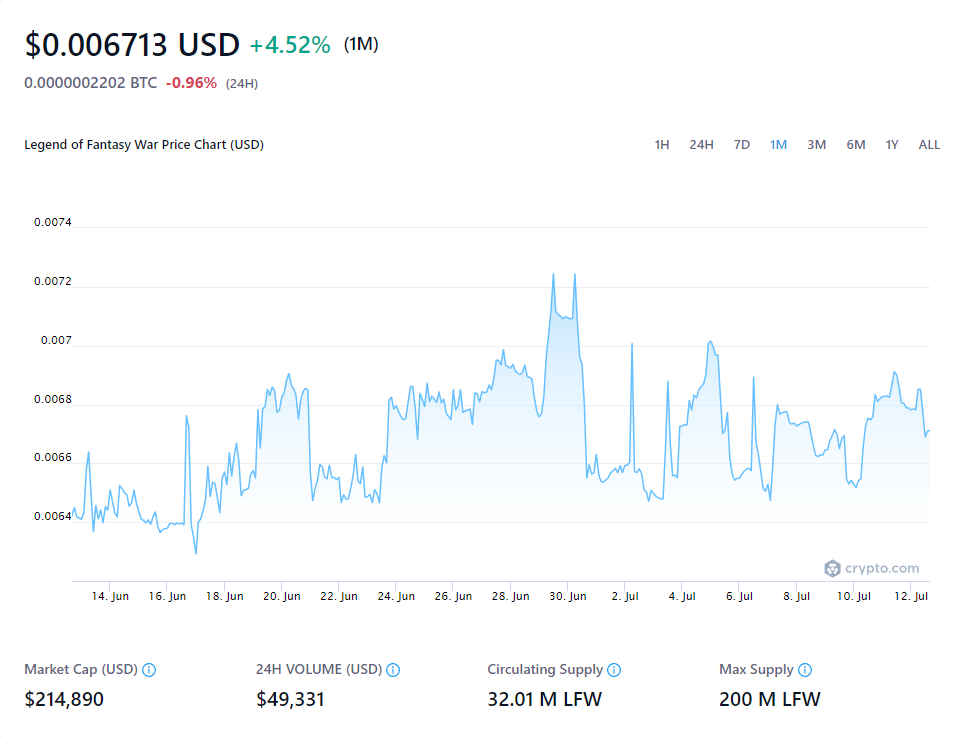 $0.006713 USD +4.52% (1M)
0.0000002202 BTC -0.96% (24H)
Legend of Fantasy War Price Chart (USD)
1H 24H 7D 1M 3M 6M 1Y ALL
0.0074
0.0072
0.007
0.0068
0.0066
0.0064
crypto.com
14. Jun 16. Jun 18. Jun 20. Jun 22. Jun 24. Jun 26. Jun 28. Jun 30. Jun 2. Jul 4. Jul 6. Jul 8. Jul 10. Jul 12. Jul
Market Cap (USD) 24H VOLUME (USD) Circulating Supply Max Supply
$214,890 $49,331 32.01 M LFW 200 M LFW